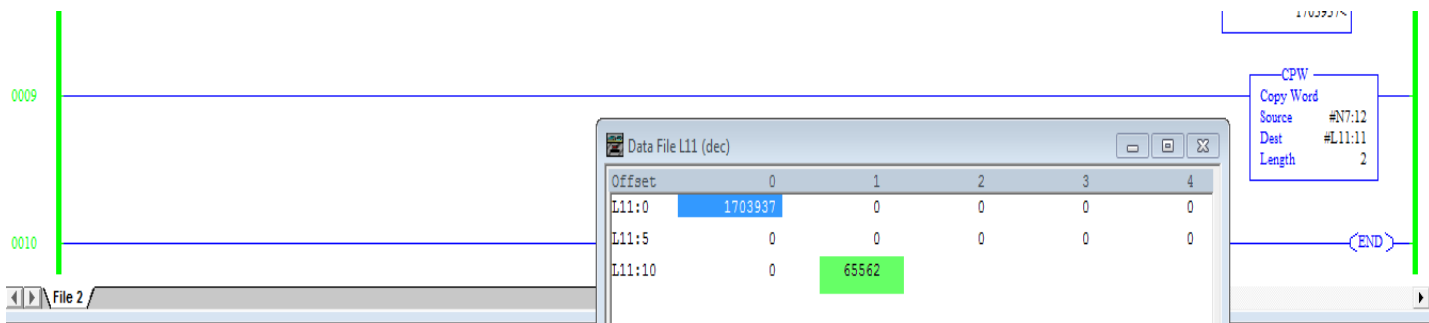 CPW
0009
Copy Word
Source #N7:12
Dest #L11:11
Length 2
Data File L11 (dec)
Offset 0 1 2 3 4
L11:0 1703937 0 0 0 0
L11:5 0 0 0 0 0
L11:10 0 65562
0010
END
File 2